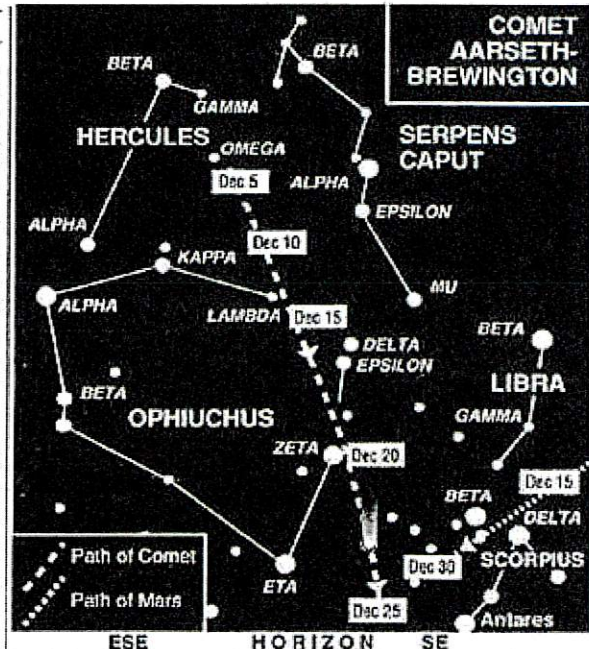 COMET
AARSETH-
BREWINGTON
BETA
BETA
GAMMA
HERCULES
SERPENS
CAPUT
OMEGA
Dec 5
ALPHA
EPSILON
ALPHA
Dec 10
KAPPA
MU
ALPHA
LAMBDA
Dec 15
BETA
DELTA
EPSILON
LIBRA
BETA
OPHIUCHUS
GAMMA
ZETA
Dec 20
Dec 15
BETA
DELTA
Path of Comet
Dec 30
SCORPIUS
ETA
Path of Mars
Dec 25
Antares
ESE HORIZON SE